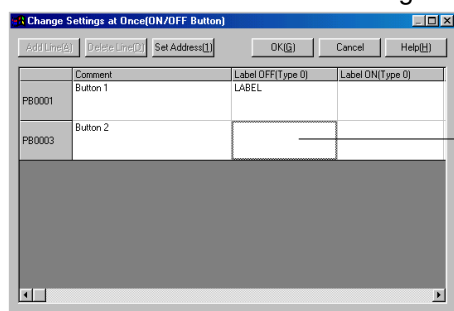 Change Settings at Once(ON/OFF Button)
Add Line(A) Delete Line(D) Set Address(1) OK(G) Cancel Help(H)
Comment Label OFF(Type 0) Label ON(Type 0)
PB0001 Button 1 LABEL
PB0003 Button 2